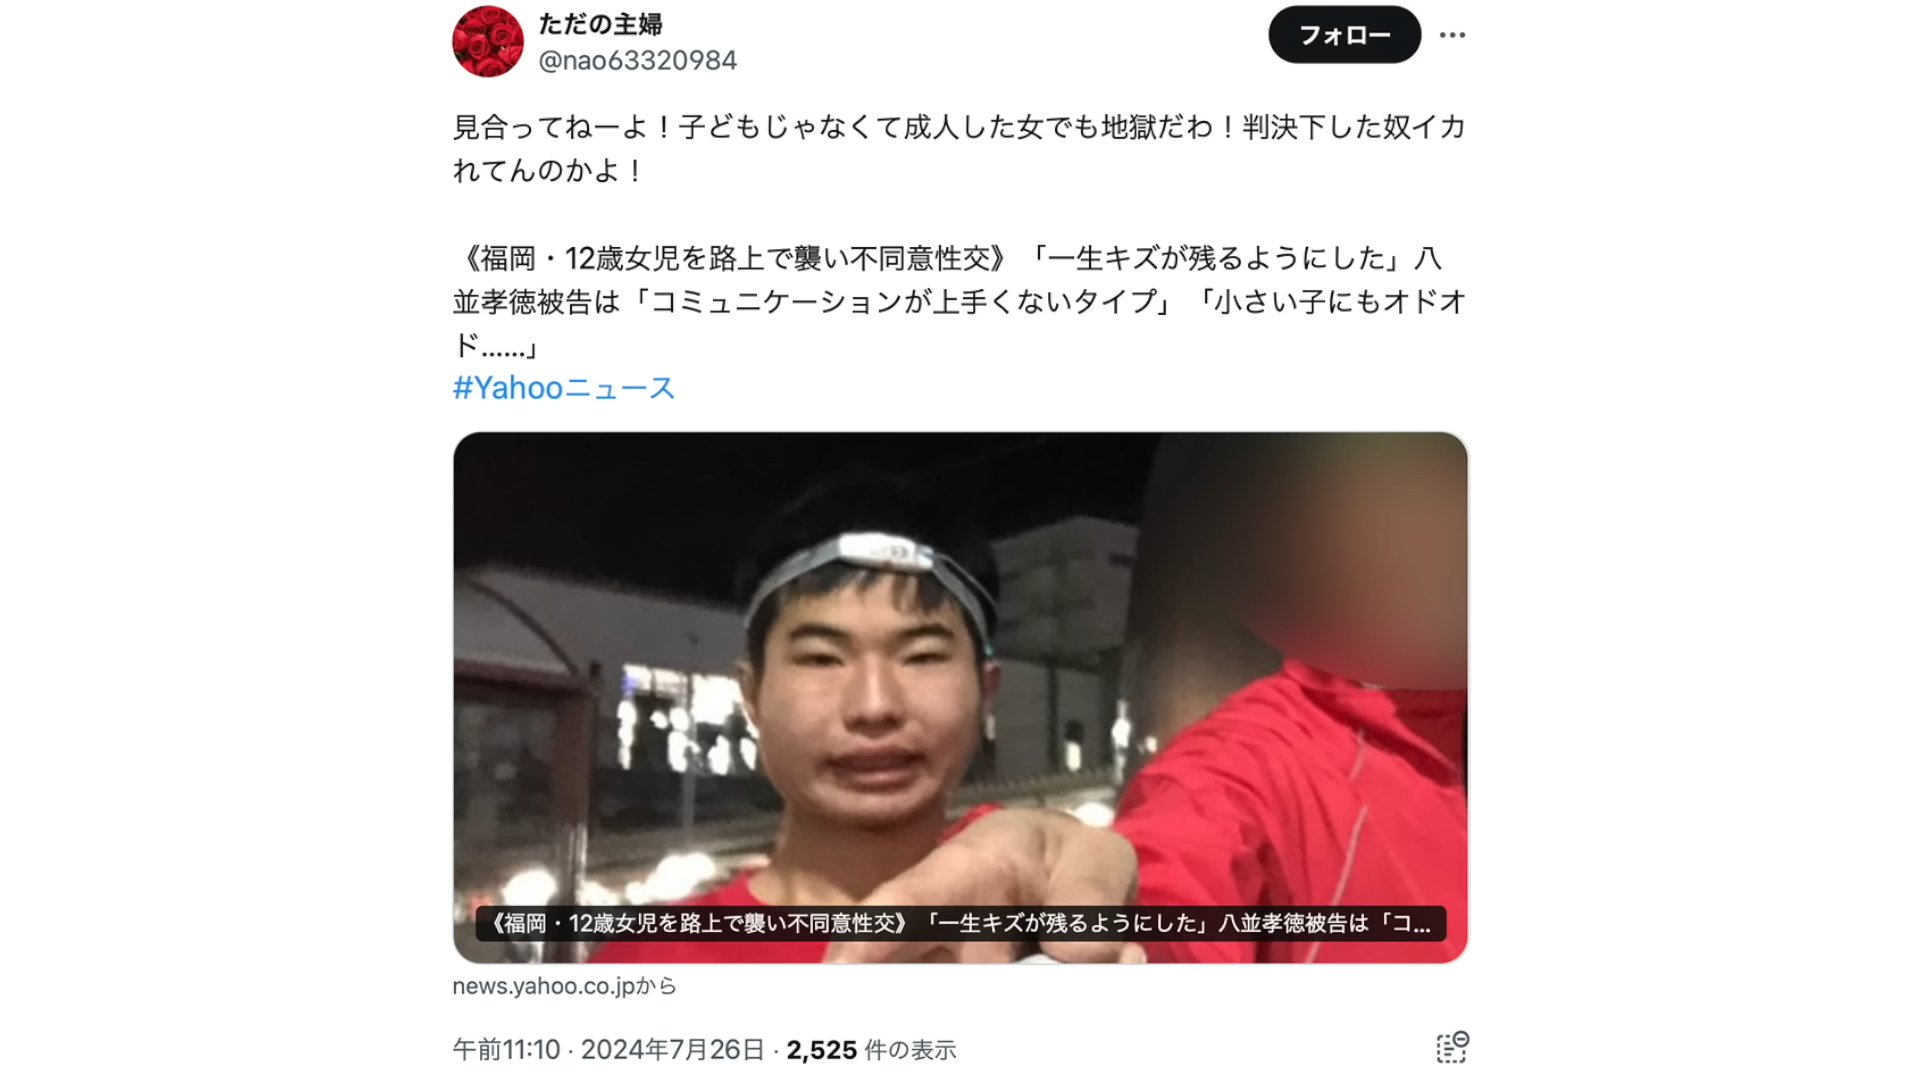 ただの主婦
@nao63320984
フォロー
見合ってねーよ！子どもじゃなくて成人した女でも地獄だわ！判決下した奴イカ
れてんのかよ！
《福岡・12歳女児を路上で襲い不同意性交》「一生キズが残るようにした」八
並孝徳被告は「コミュニケーションが上手くないタイプ」「小さい子にもオドオ
ド……」
#Yahooニュース
《福岡・12歳女児を路上で襲い不同意性交》「一生キズが残るようにした」八並孝徳被告は「コ...
news.yahoo.co.jpから
午前11:10 · 2024年7月26日 · 2,525 件の表示